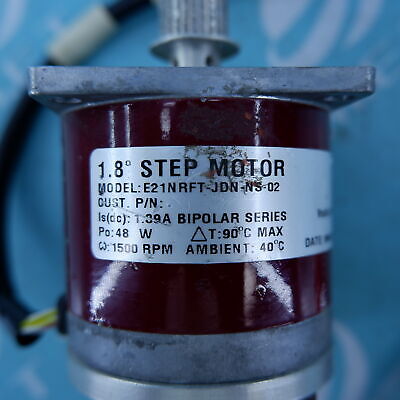 1.8° STEP MOTOR
MODEL:E21NRFT-JDN-NS-02
CUST. P/N:
Is(dc): 1.39A BIPOLAR SERIES
Po:48 W △T:90°C MAX
ω:1500 RPM AMBIENT: 40°C
DATE: